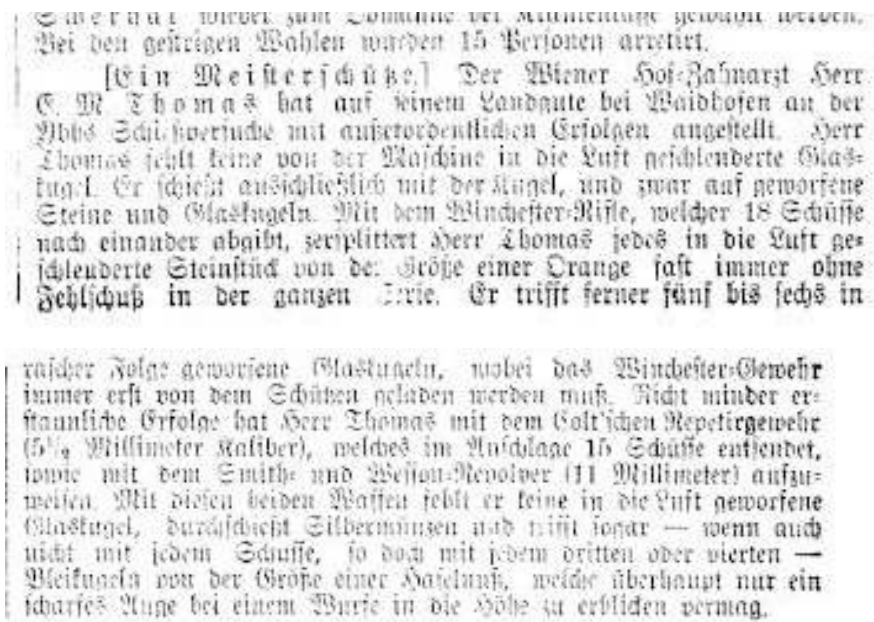 wieder zum Domänne bei Krumennusse gewählt werden.
Bei den gestrigen Wahlen wurden 15 Personen arretirt.
[Ein Meisterschütze.] Der Wiener Hof-Zahnarzt Herr
E. M. Thomas hat auf seinem Landgute bei Waidhofen an der
Ybbs Schießversuche mit außerordentlichen Erfolgen angestellt. Herr
Thomas fehlt keine von der Maschine in die Luft geschleuderte Glas-
kugel. Er schießt ausschließlich mit der Kugel, und zwar auf geworfene
Steine und Glaskugeln. Mit dem Winchester-Rifle, welcher 18 Schüsse
nach einander abgibt, zersplittert Herr Thomas jedes in die Luft ge-
schleuderte Steinstück von der Größe einer Orange fast immer ohne
Fehlschuß in der ganzen Serie. Er trifft ferner fünf bis sechs in
rascher Folge geworfene Glaskugeln, wobei das Winchester-Gewehr
immer erst von dem Schützen geladen werden muß. Nicht minder er-
staunliche Erfolge hat Herr Thomas mit dem Colt'schen Repetirgewehr
(5½ Millimeter Kaliber), welches im Anschlage 15 Schüsse entsendet,
sowie mit dem Smith- und Wesson-Revolver (11 Millimeter) aufzu-
weisen. Mit diesen beiden Waffen fehlt er keine in die Luft geworfene
Glaskugel, durchschießt Silbermünzen und trifft sogar — wenn auch
nicht mit jedem Schusse, so doch mit jedem dritten oder vierten —
Bleikugeln von der Größe einer Haselnuß, welche überhaupt nur ein
scharfes Auge bei einem Wurfe in die Höhe zu erblicken vermag.